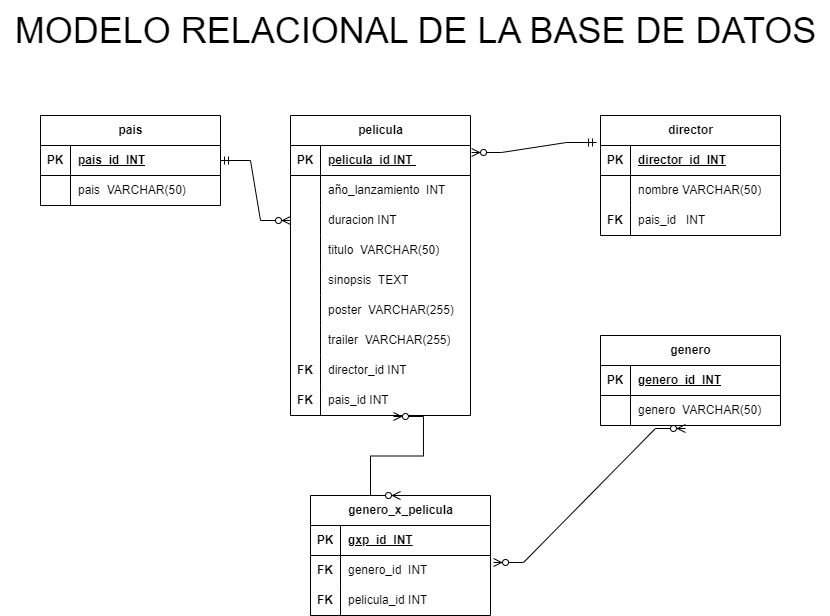 MODELO RELACIONAL DE LA BASE DE DATOS
pais
PK pais_id INT
pais VARCHAR(50)
pelicula
PK pelicula_id INT
año_lanzamiento INT
duracion INT
titulo VARCHAR(50)
sinopsis TEXT
poster VARCHAR(255)
trailer VARCHAR(255)
FK director_id INT
FK pais_id INT
director
PK director_id INT
nombre VARCHAR(50)
FK pais_id INT
genero
PK genero_id INT
genero VARCHAR(50)
genero_x_pelicula
PK gxp_id INT
FK genero_id INT
FK pelicula_id INT